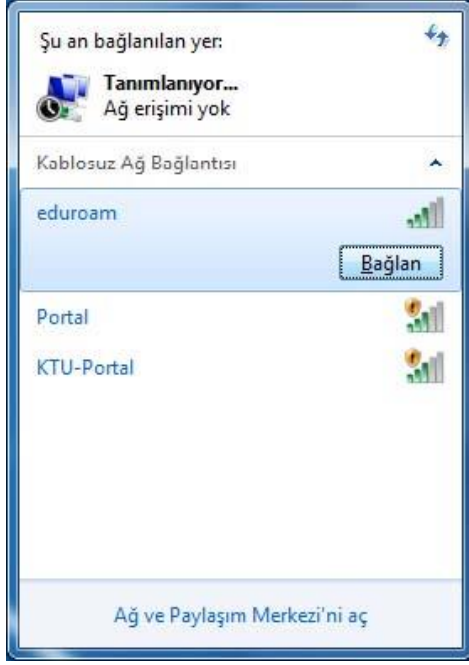 Şu an bağlanılan yer:
Tanımlanıyor...
Ağ erişimi yok
Kablosuz Ağ Bağlantısı
eduroam
Bağlan
Portal
KTU-Portal
Ağ ve Paylaşım Merkezi'ni aç